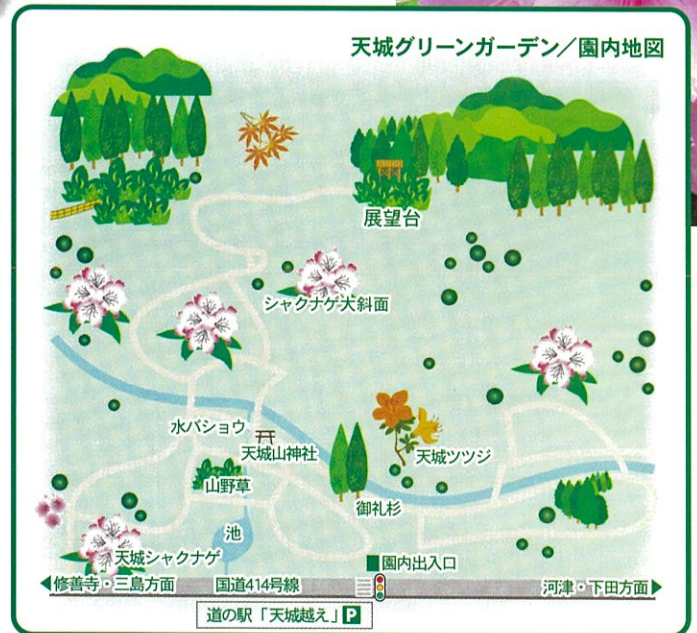 天城グリーンガーデン／園内地図
展望台
シャクナゲ大斜面
水バショウ
天城山神社
天城ツツジ
山野草
御礼杉
池
天城シャクナゲ
園内出入口
◀修善寺・三島方面
国道414号線
河津・下田方面▶
道の駅「天城越え」P